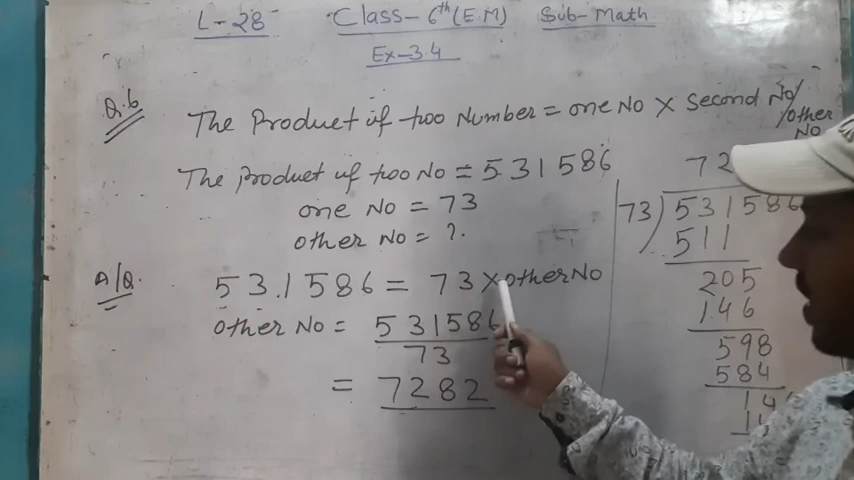 L-28 Class-6th (E.M) Sub-Math
Ex-3.4
Q.6 The Product of two Number = one No X Second No/
/other
No
The Product of two No = 531586
one No = 73
other No = ?.
A/Q. 531586 = 73 X other No
other No = 531586
73
= 7282
72
73) 531586
511
205
146
598
584
146